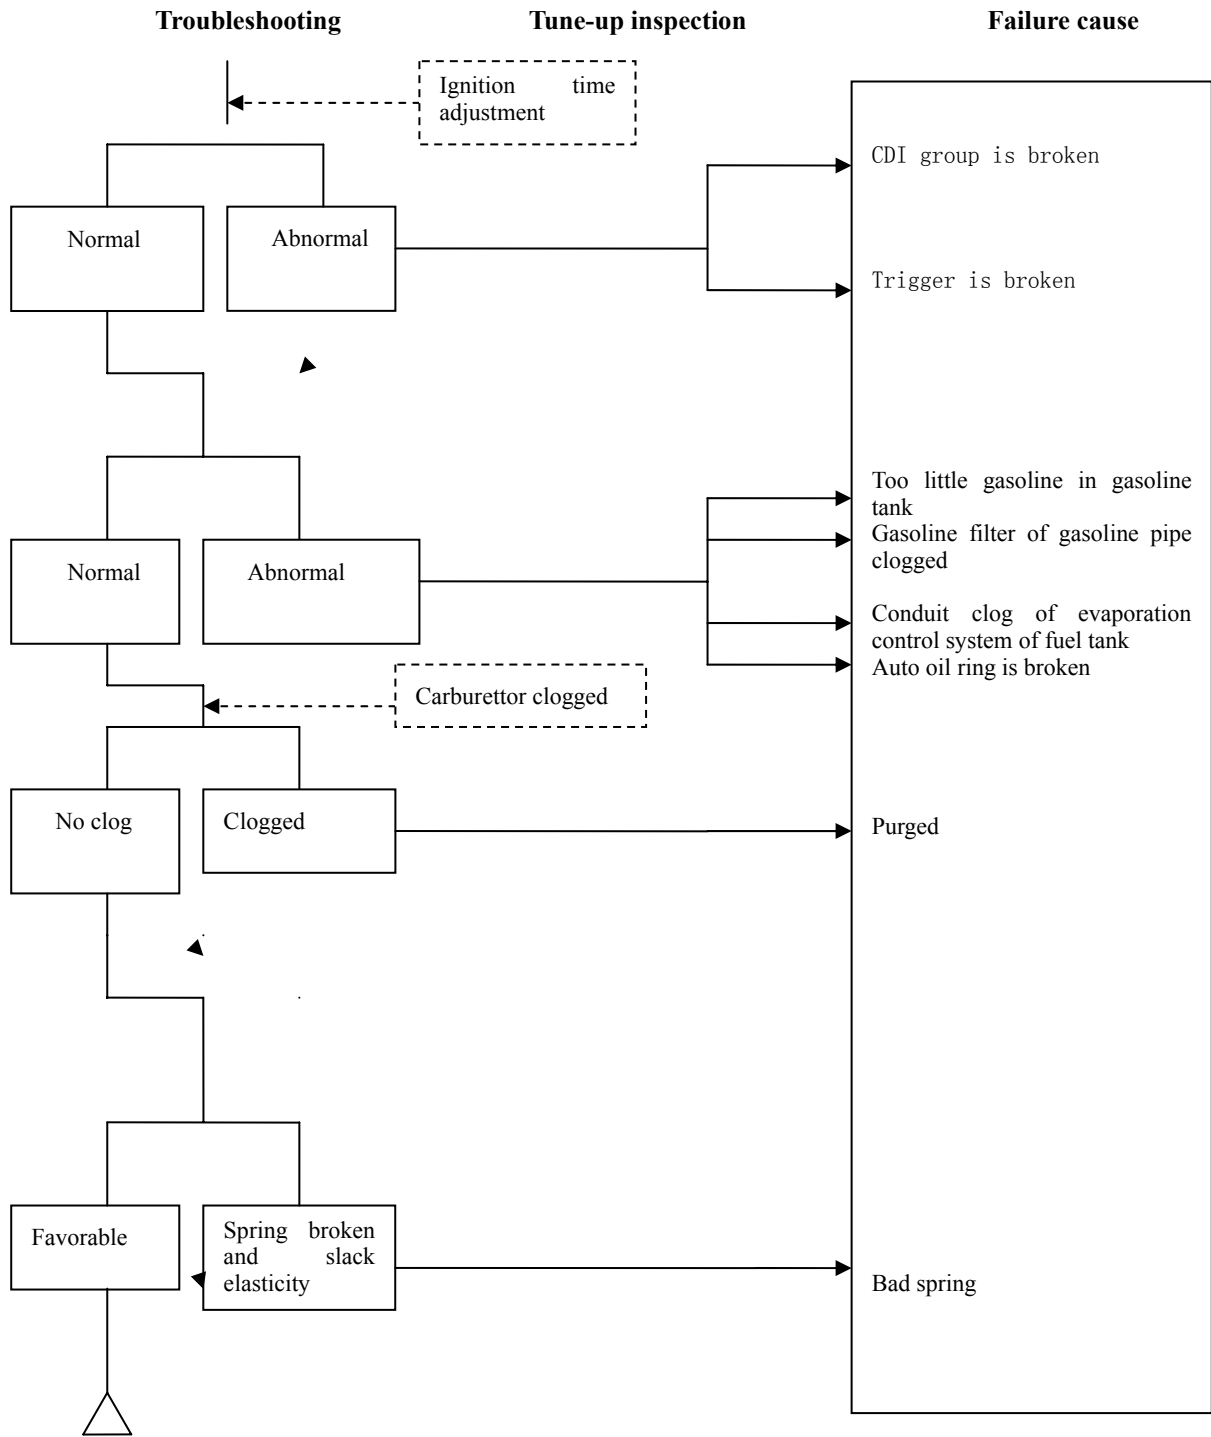 Troubleshooting Tune-up inspection Failure cause
Ignition time
adjustment
CDI group is broken
Normal
Abnormal
Trigger is broken
Too little gasoline in gasoline
tank
Gasoline filter of gasoline pipe
clogged
Normal
Abnormal
Conduit clog of evaporation
control system of fuel tank
Auto oil ring is broken
Carburettor clogged
No clog
Clogged
Purged
Favorable
Spring broken
and slack
elasticity
Bad spring